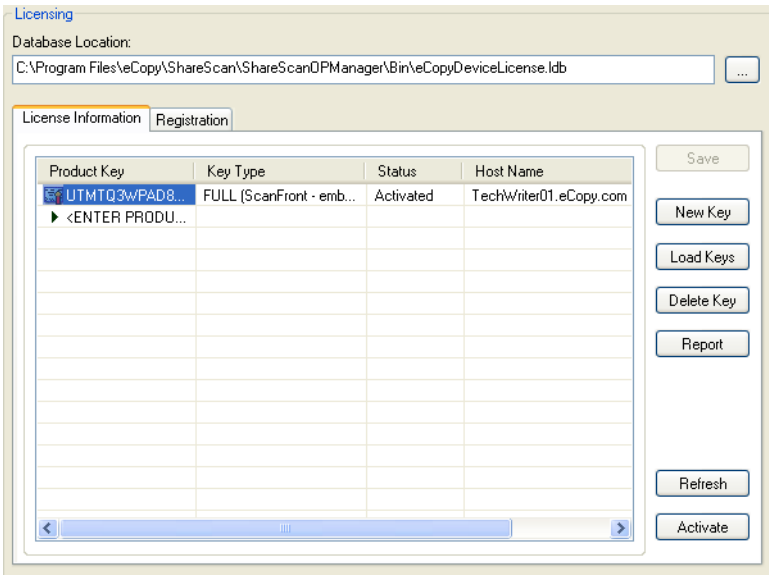 Licensing
Database Location:
C:\Program Files\eCopy\ShareScan\ShareScanOPManager\Bin\eCopyDeviceLicense.ldb
...
License Information Registration
Product Key Key Type Status Host Name
UTMTQ3WPAD8... FULL (ScanFront - emb... Activated TechWriter01.eCopy.com
<ENTER PRODU...
Save
New Key
Load Keys
Delete Key
Report
Refresh
Activate